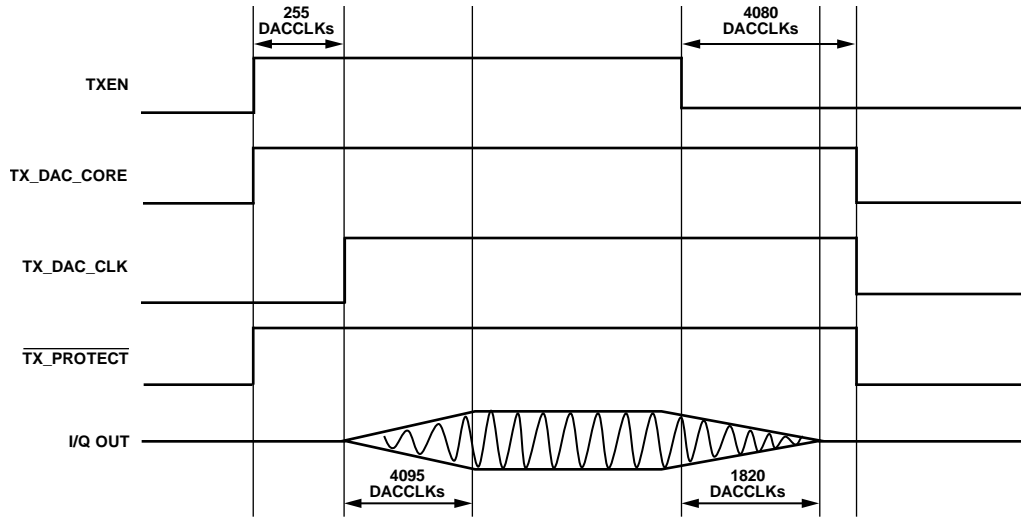 255
DACCLKs
4080
DACCLKs
TXEN
TX_DAC_CORE
TX_DAC_CLK
TX_PROTECT
I/Q OUT
4095
DACCLKs
1820
DACCLKs